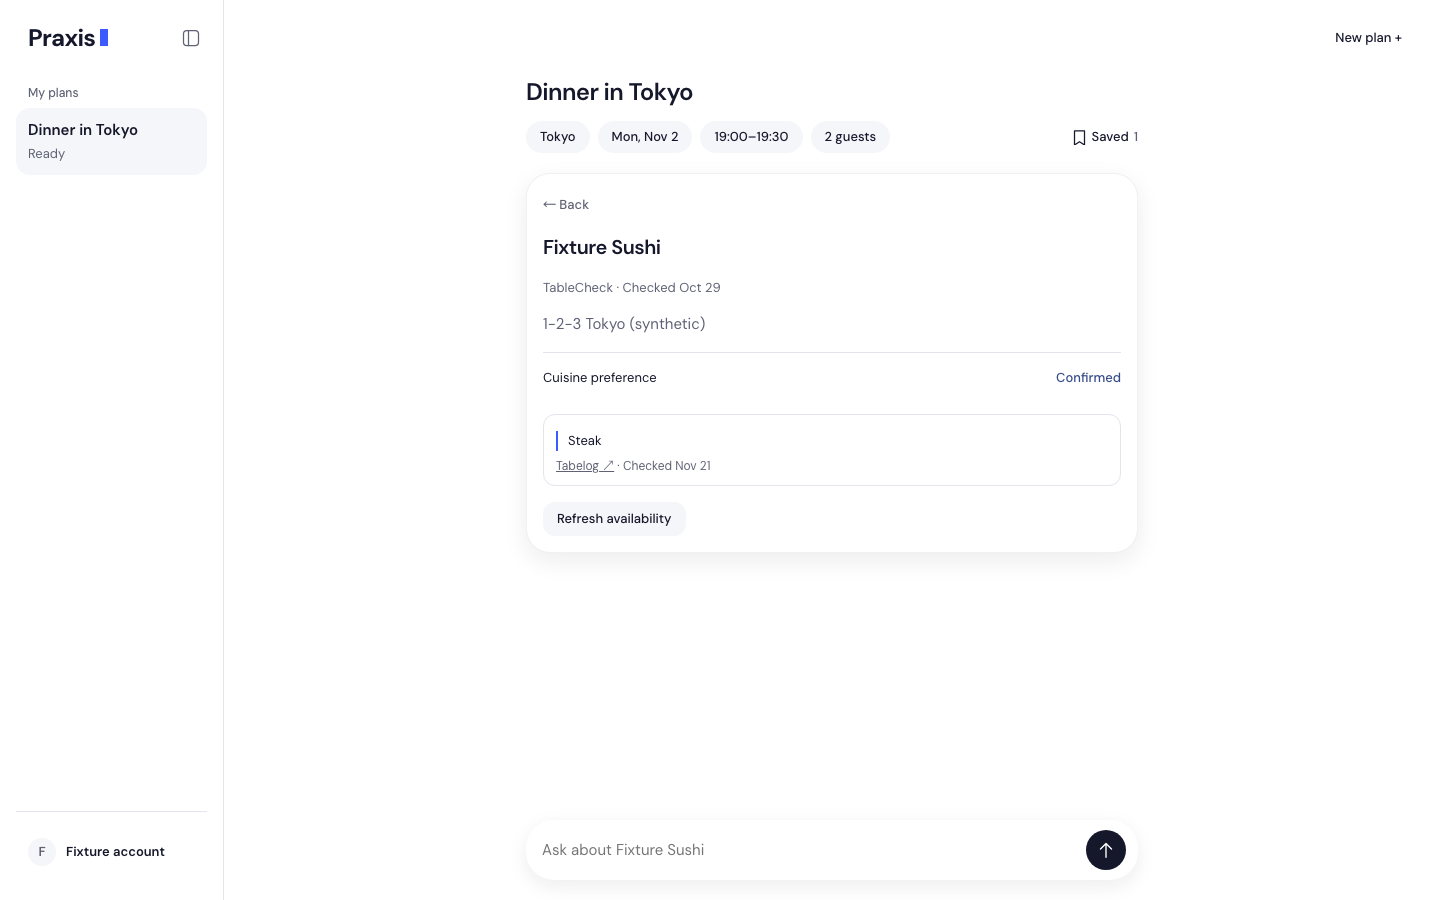 Praxis
New plan +
My plans
Dinner in Tokyo
Ready
Dinner in Tokyo
Tokyo
Mon, Nov 2
19:00–19:30
2 guests
Saved 1
← Back
Fixture Sushi
TableCheck · Checked Oct 29
1-2-3 Tokyo (synthetic)
Cuisine preference
Confirmed
Steak
Tabelog ↗ · Checked Nov 21
Refresh availability
Ask about Fixture Sushi
F
Fixture account